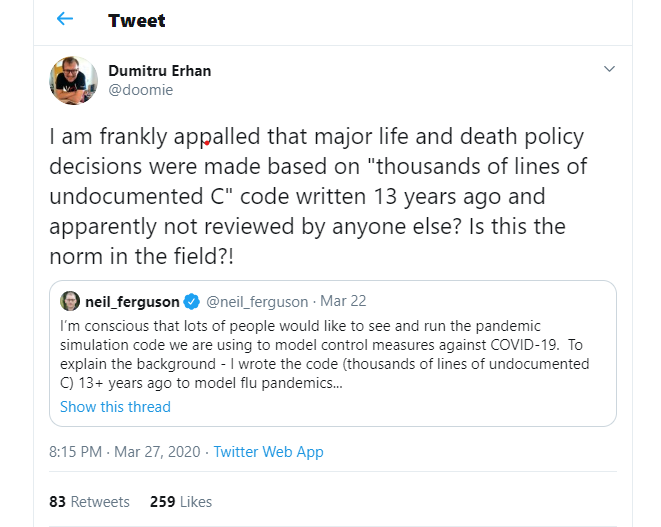 Tweet
Dumitru Erhan
@doomie
I am frankly appalled that major life and death policy
decisions were made based on "thousands of lines of
undocumented C" code written 13 years ago and
apparently not reviewed by anyone else? Is this the
norm in the field?!
neil_ferguson @neil_ferguson · Mar 22
I'm conscious that lots of people would like to see and run the pandemic
simulation code we are using to model control measures against COVID-19.  To
explain the background - I wrote the code (thousands of lines of undocumented
C) 13+ years ago to model flu pandemics...
Show this thread
8:15 PM · Mar 27, 2020 · Twitter Web App
83 Retweets 259 Likes